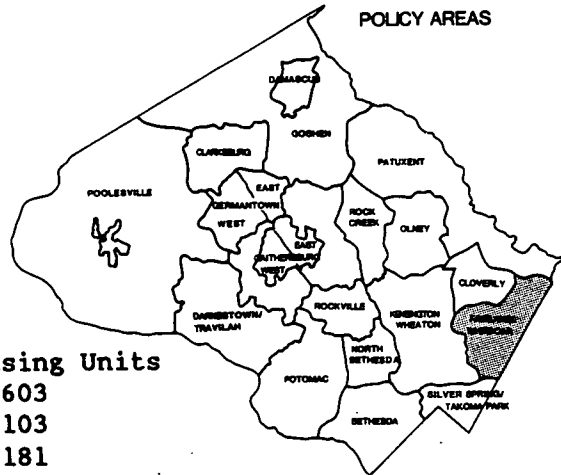 POLICY AREAS
DAMASCUS
GOSHEN
CLARKSBURG
PATUXENT
POOLESVILLE
EAST
GERMANTOWN
WEST
ROCK
CREEK
OLNEY
EAST
GAITHERSBURG
WEST
CLOVERLY
DARNESTOWN/
TRAVILAH
ROCKVILLE
KENSINGTON
WHEATON
NORTH
BETHESDA
POTOMAC
BETHESDA
SILVER SPRING/
TAKOMA PARK
sing Units
603
103
181